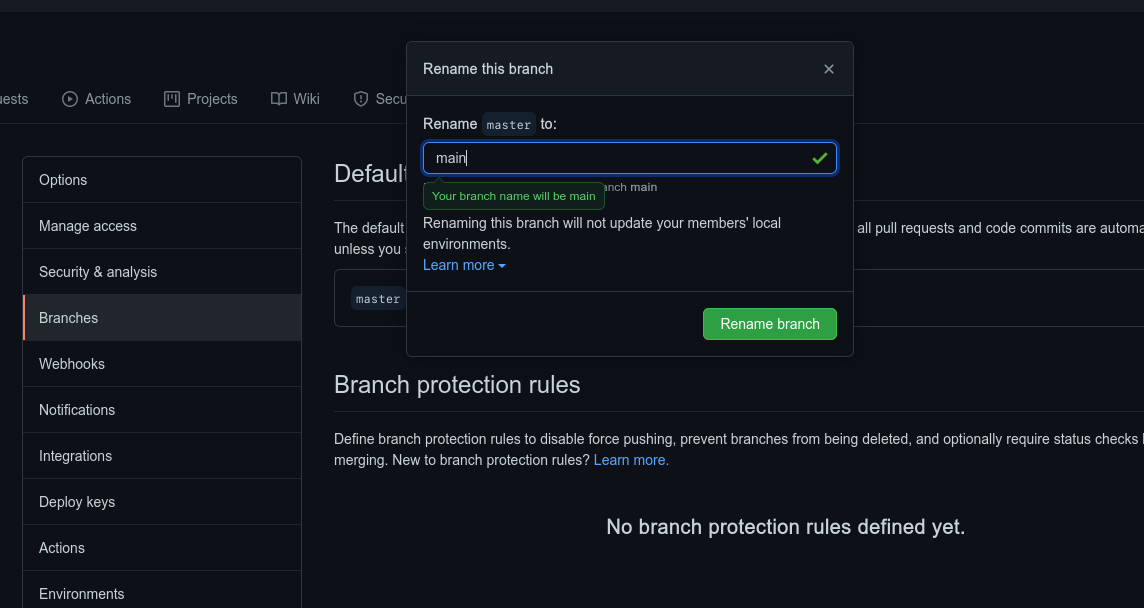 Rename this branch
Actions
Projects
Wiki
Rename master to:
main
Your branch name will be main
main
Renaming this branch will not update your members' local
environments.
Learn more
Rename branch
Options
Manage access
Security & analysis
Branches
Webhooks
Notifications
Integrations
Deploy keys
Actions
Environments
Default
The default all pull requests and code commits are
unless you
master
Branch protection rules
Define branch protection rules to disable force pushing, prevent branches from being deleted, and optionally require status checks
merging. New to branch protection rules? Learn more.
No branch protection rules defined yet.